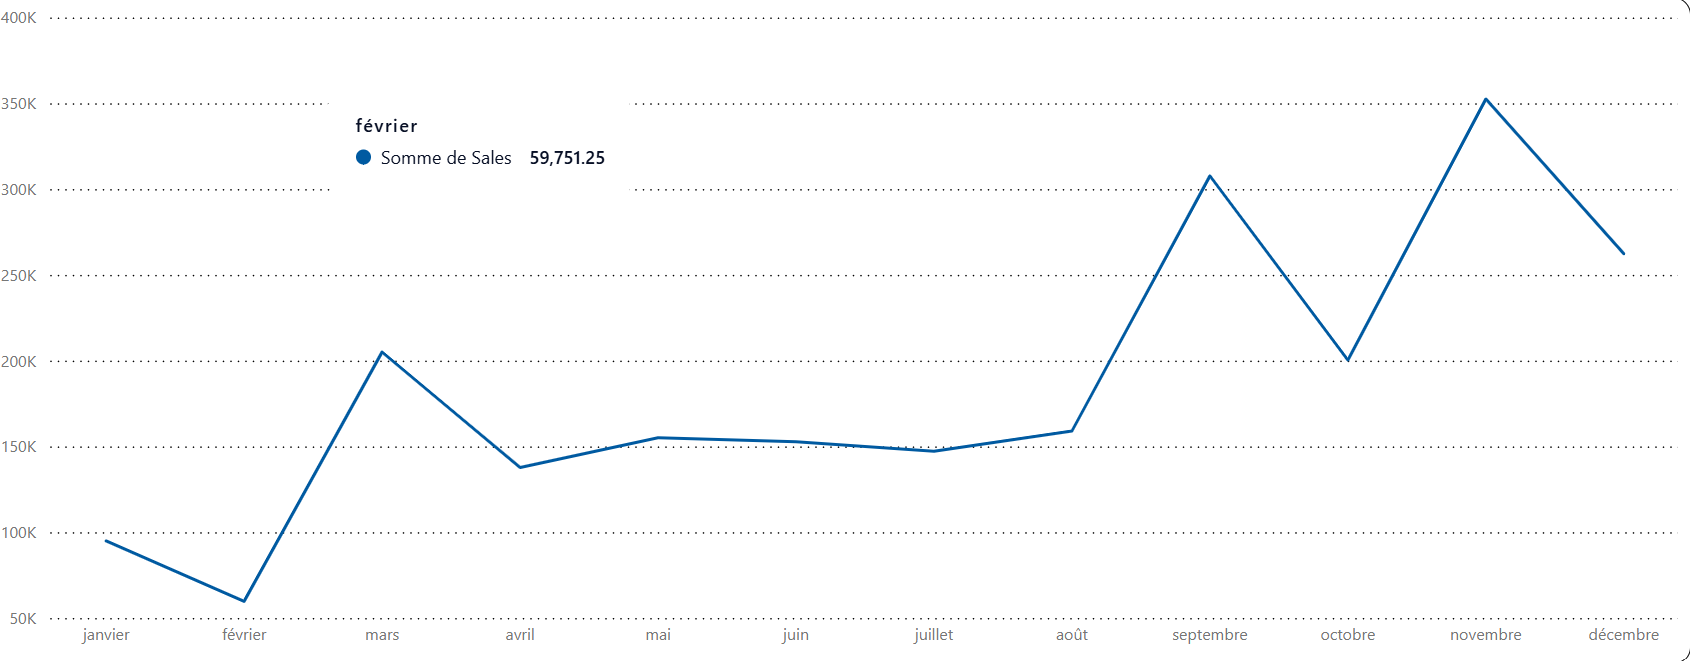 400K
350K
février
Somme de Sales 59,751.25
300K
250K
200K
150K
100K
50K
janvier février mars avril mai juin juillet août septembre octobre novembre décembre